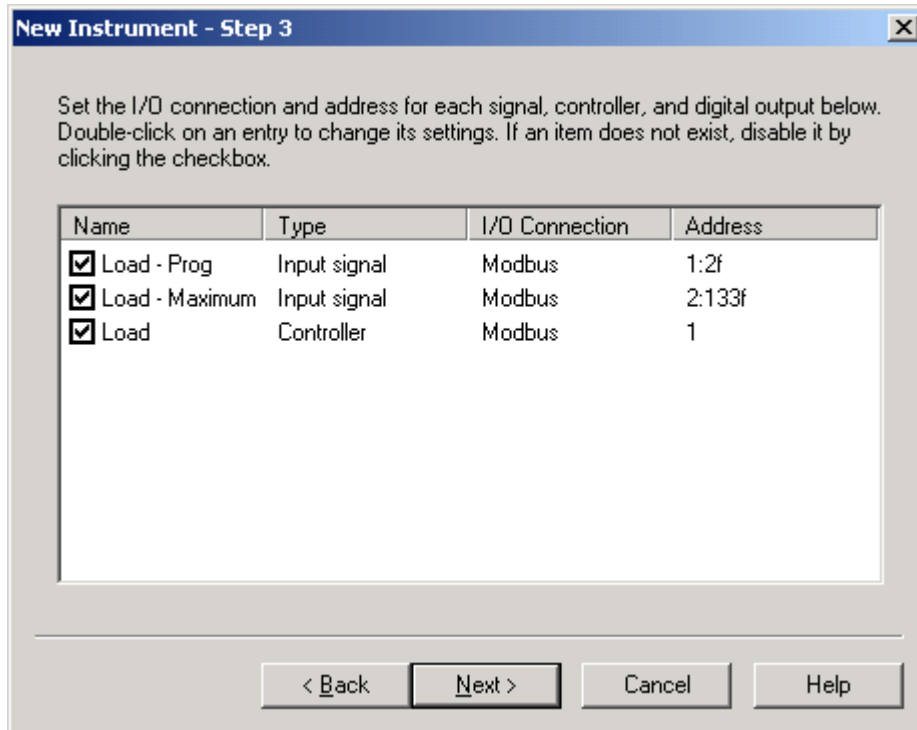 New Instrument - Step 3
Set the I/O connection and address for each signal, controller, and digital output below.
Double-click on an entry to change its settings. If an item does not exist, disable it by
clicking the checkbox.
Name Type I/O Connection Address
Load - Prog Input signal Modbus 1:2f
Load - Maximum Input signal Modbus 2:133f
Load Controller Modbus 1
< Back Next > Cancel Help